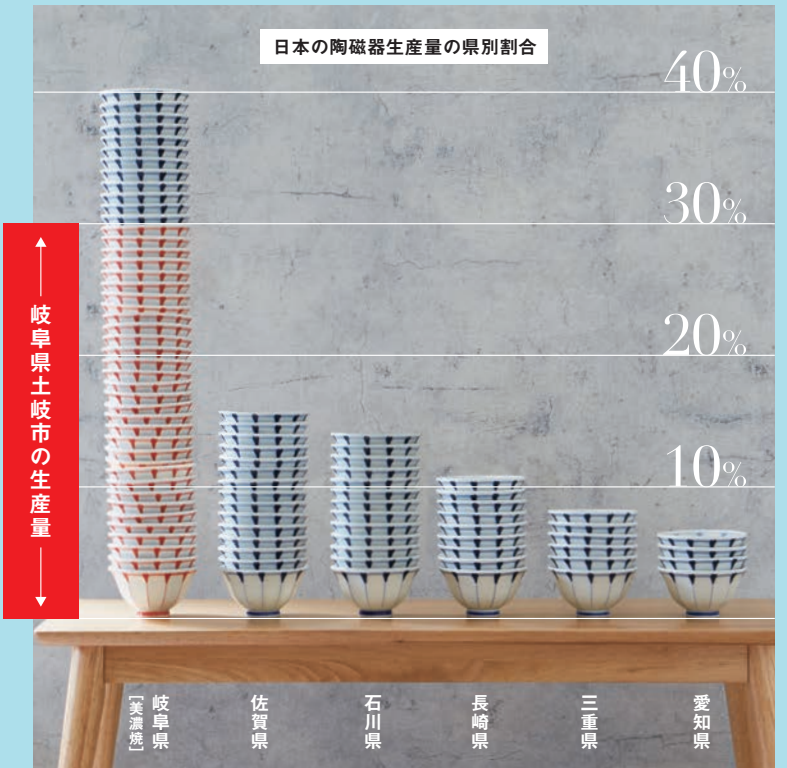 日本の陶磁器生産量の県別割合
40%
30%
20%
10%
岐阜県土岐市の生産量
岐阜県
[美濃焼]
佐賀県
石川県
長崎県
三重県
愛知県